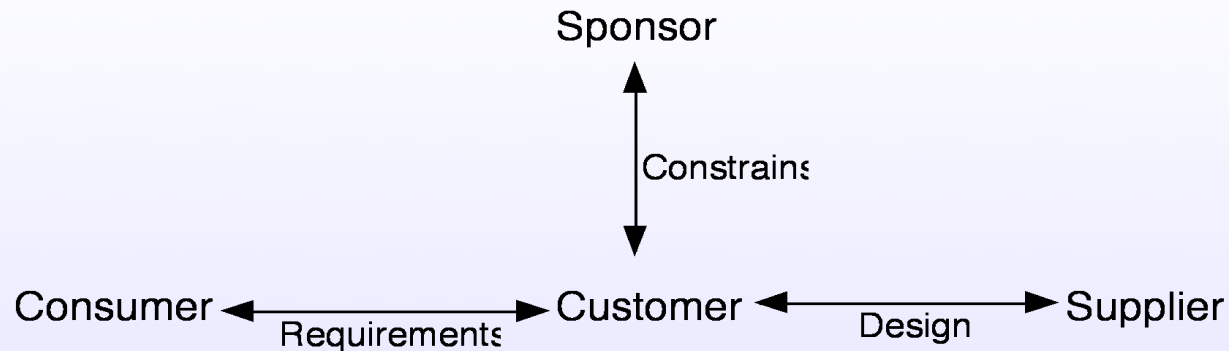 Sponsor
Constrains
Consumer
Requirements
Customer
Design
Supplier